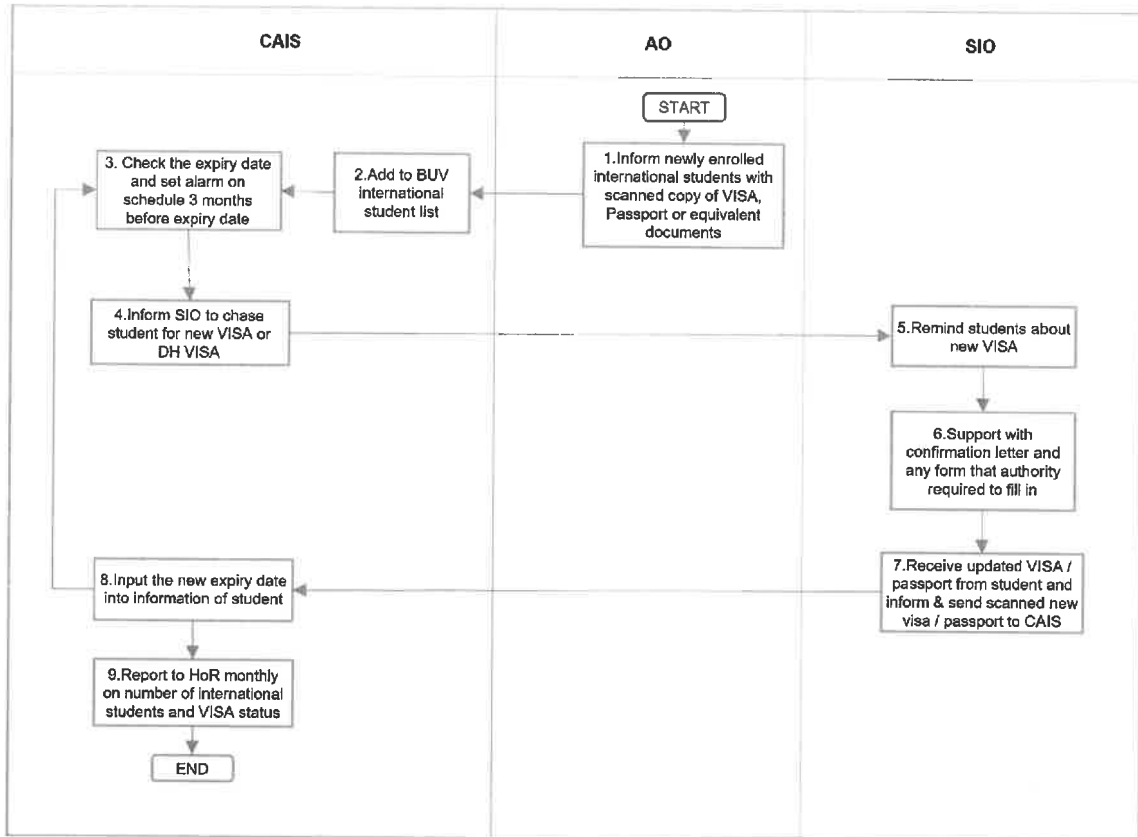 CAIS
AO
SIO
START
1.Inform newly enrolled
international students with
scanned copy of VISA,
Passport or equivalent
documents
2.Add to BUV
international
student list
3. Check the expiry date
and set alarm on
schedule 3 months
before expiry date
4.Inform SIO to chase
student for new VISA or
DH VISA
5.Remind students about
new VISA
6.Support with
confirmation letter and
any form that authority
required to fill in
7.Receive updated VISA /
passport from student and
inform & send scanned new
visa / passport to CAIS
8.Input the new expiry date
into information of student
9.Report to HoR monthly
on number of international
students and VISA status
END